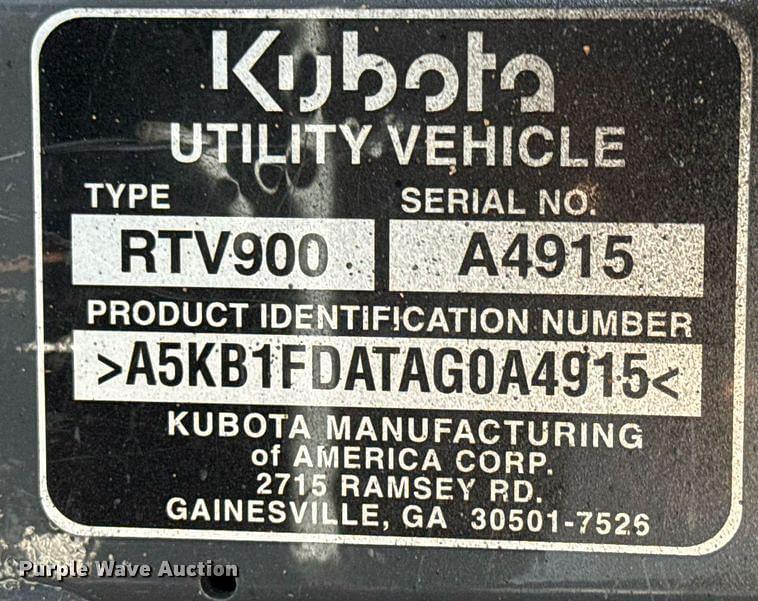 Kubota
UTILITY VEHICLE
TYPE SERIAL NO.
RTV900 A4915
PRODUCT IDENTIFICATION NUMBER
>A5KB1FDATAG0A4915<
KUBOTA MANUFACTURING
of AMERICA CORP.
2715 RAMSEY RD.
GAINESVILLE, GA 30501-7526
Purple Wave Auction